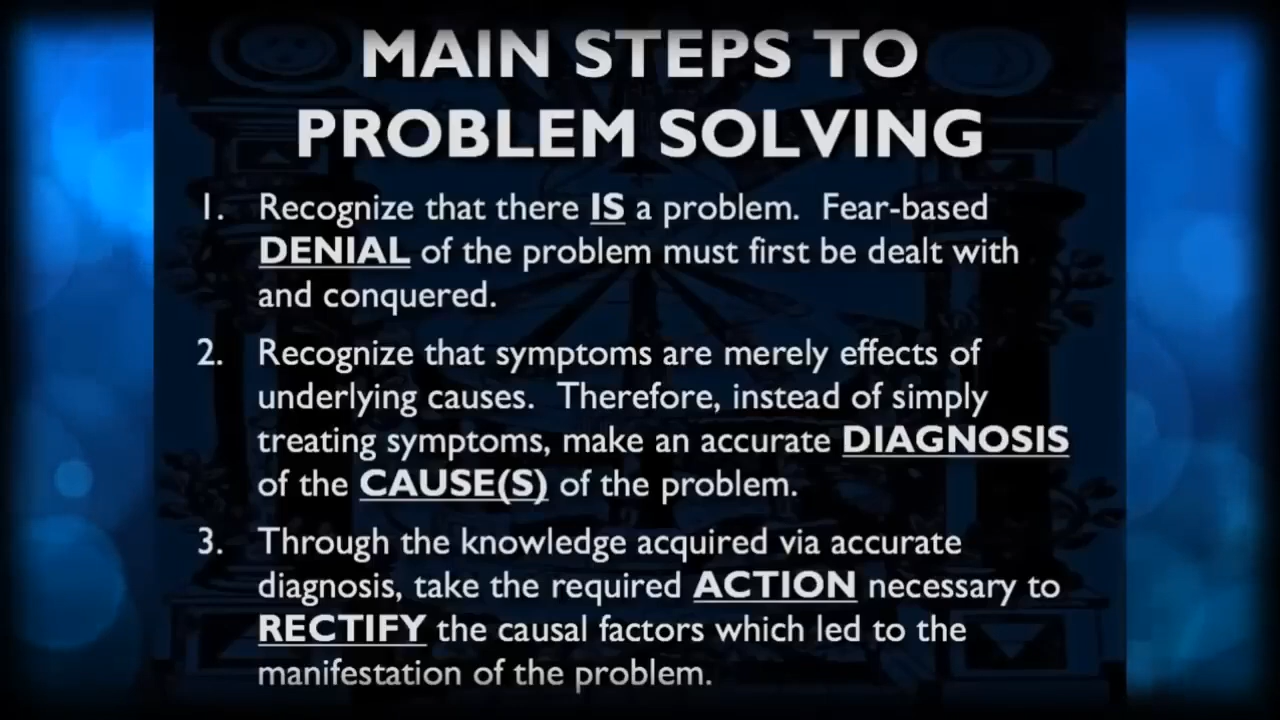 MAIN STEPS TO
PROBLEM SOLVING
1. Recognize that there IS a problem. Fear-based
DENIAL of the problem must first be dealt with
and conquered.
2. Recognize that symptoms are merely effects of
underlying causes. Therefore, instead of simply
treating symptoms, make an accurate DIAGNOSIS
of the CAUSE(S) of the problem.
3. Through the knowledge acquired via accurate
diagnosis, take the required ACTION necessary to
RECTIFY the causal factors which led to the
manifestation of the problem.